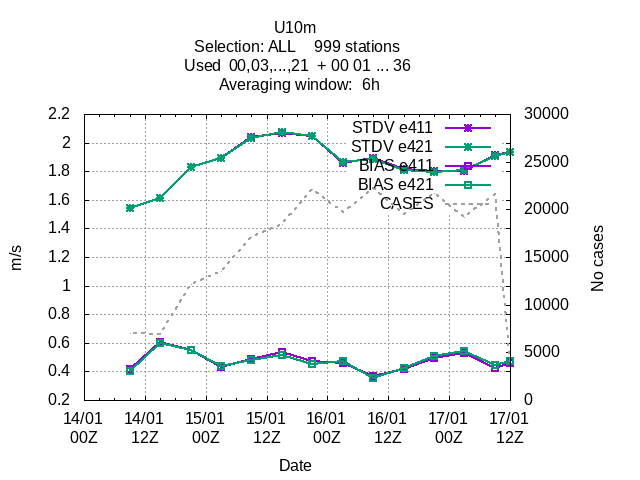 U10m
Selection: ALL    999 stations
Used  00,03,...,21  + 00 01 ... 36
Averaging window:  6h
2.2
2
1.8
1.6
1.4
1.2
1
0.8
0.6
0.4
0.2
m/s
STDV e411
STDV e421
BIAS e411
BIAS e421
CASES
30000
25000
20000
15000
10000
5000
0
No cases
14/01 14/01 15/01 15/01 16/01 16/01 17/01 17/01
00Z 12Z 00Z 12Z 00Z 12Z 00Z 12Z
Date